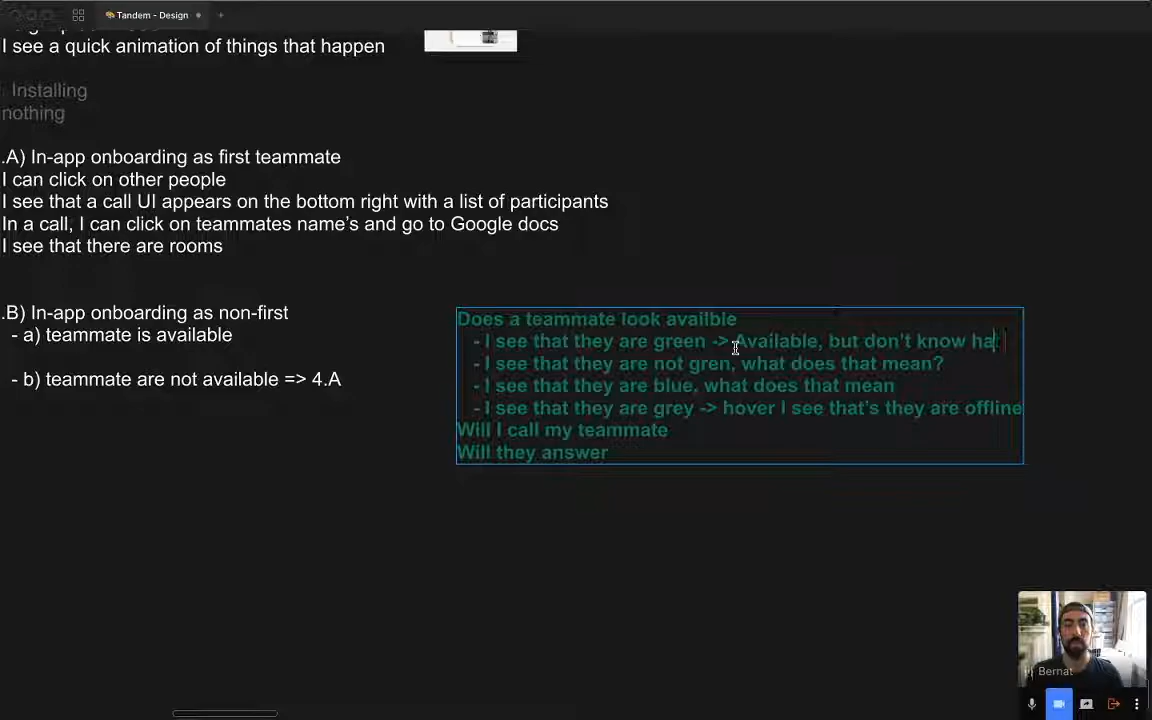 Tandem - Design
I see a quick animation of things that happen
Installing
nothing
.A) In-app onboarding as first teammate
I can click on other people
I see that a call UI appears on the bottom right with a list of participants
In a call, I can click on teammates name's and go to Google docs
I see that there are rooms
.B) In-app onboarding as non-first
- a) teammate is available
- b) teammate are not available => 4.A
Does a teammate look availble
- I see that they are green -> Available, but don't know hat
- I see that they are not gren, what does that mean?
- I see that they are blue, what does that mean
- I see that they are grey -> hover I see that's they are offline
Will I call my teammate
Will they answer
Bernat